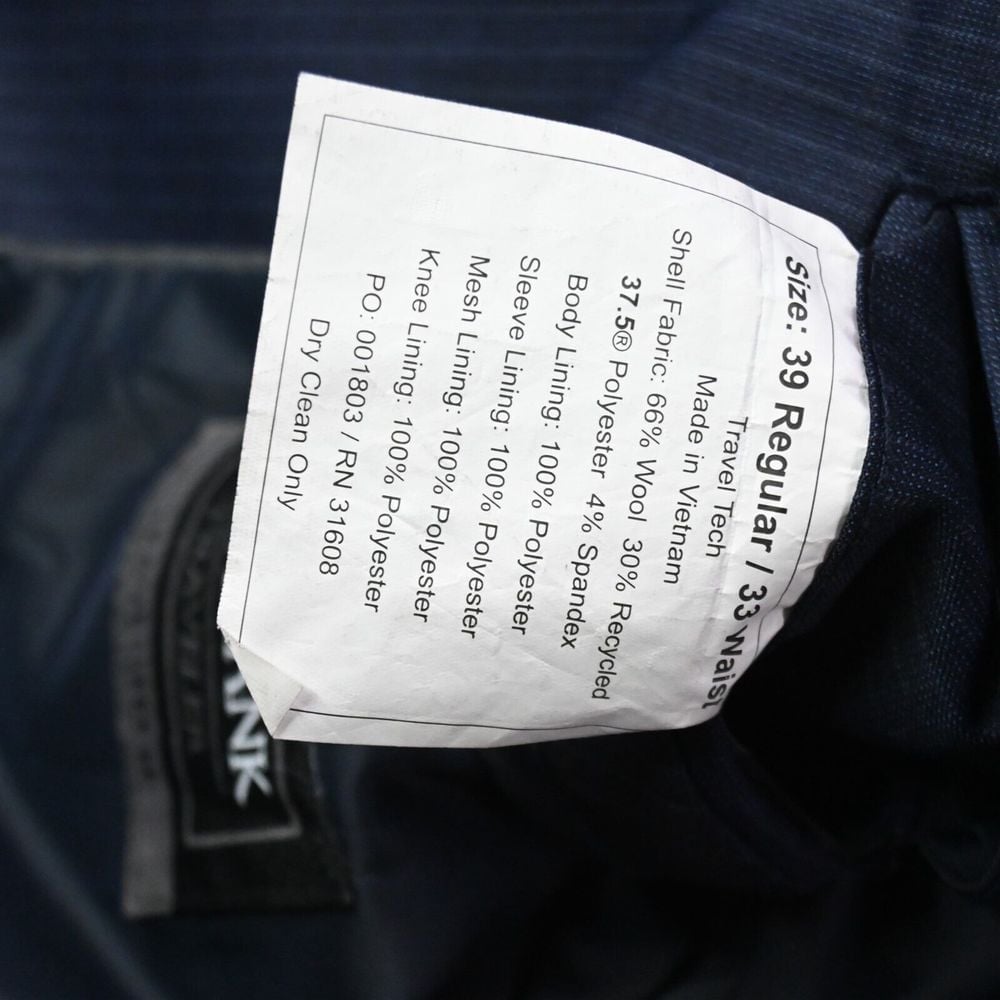 Size: 39 Regular / 33 Waist
Travel Tech
Made in Vietnam
Shell Fabric: 66% Wool 30% Recycled
37.5® Polyester 4% Spandex
Body Lining: 100% Polyester
Sleeve Lining: 100% Polyester
Mesh Lining: 100% Polyester
Knee Lining: 100% Polyester
PO: 001803 / RN 31608
Dry Clean Only